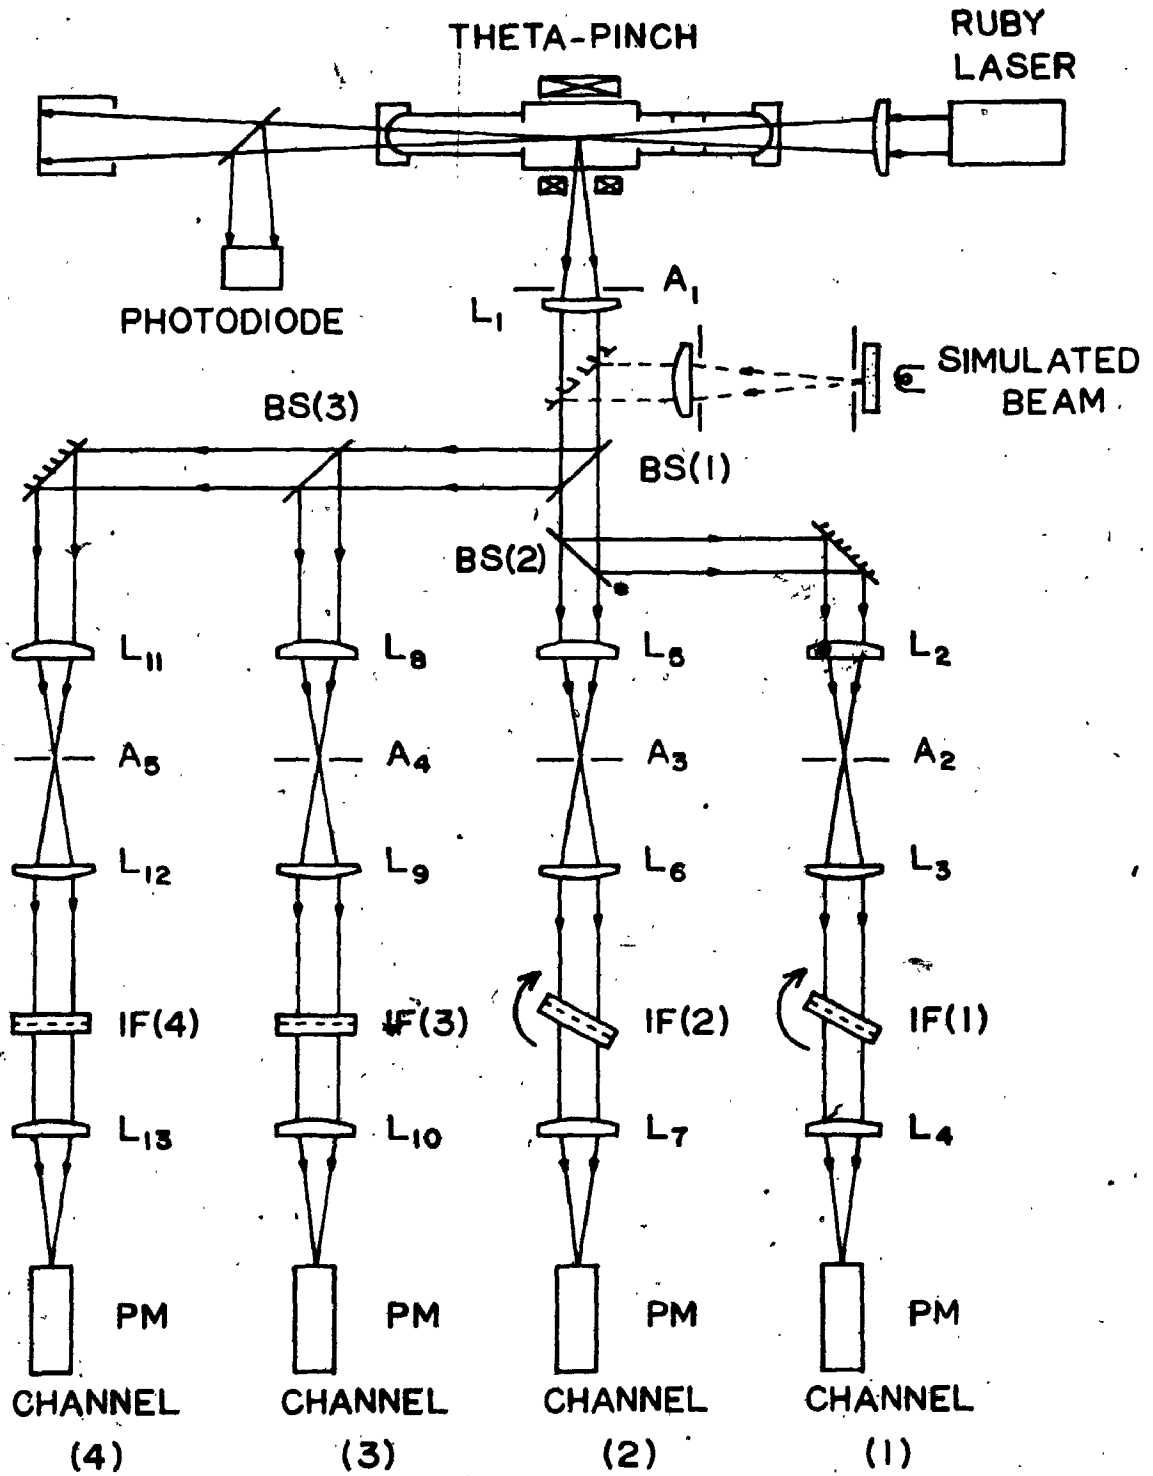 THETA-PINCH
RUBY
LASER
PHOTODIODE
A1
L1
SIMULATED
BEAM
BS(3)
BS(1)
BS(2)
L11
L8
L5
L2
A5
A4
A3
A2
L12
L9
L6
L3
IF(4)
IF(3)
IF(2)
IF(1)
L13
L10
L7
L4
PM
PM
PM
PM
CHANNEL
CHANNEL
CHANNEL
CHANNEL
(4)
(3)
(2)
(1)